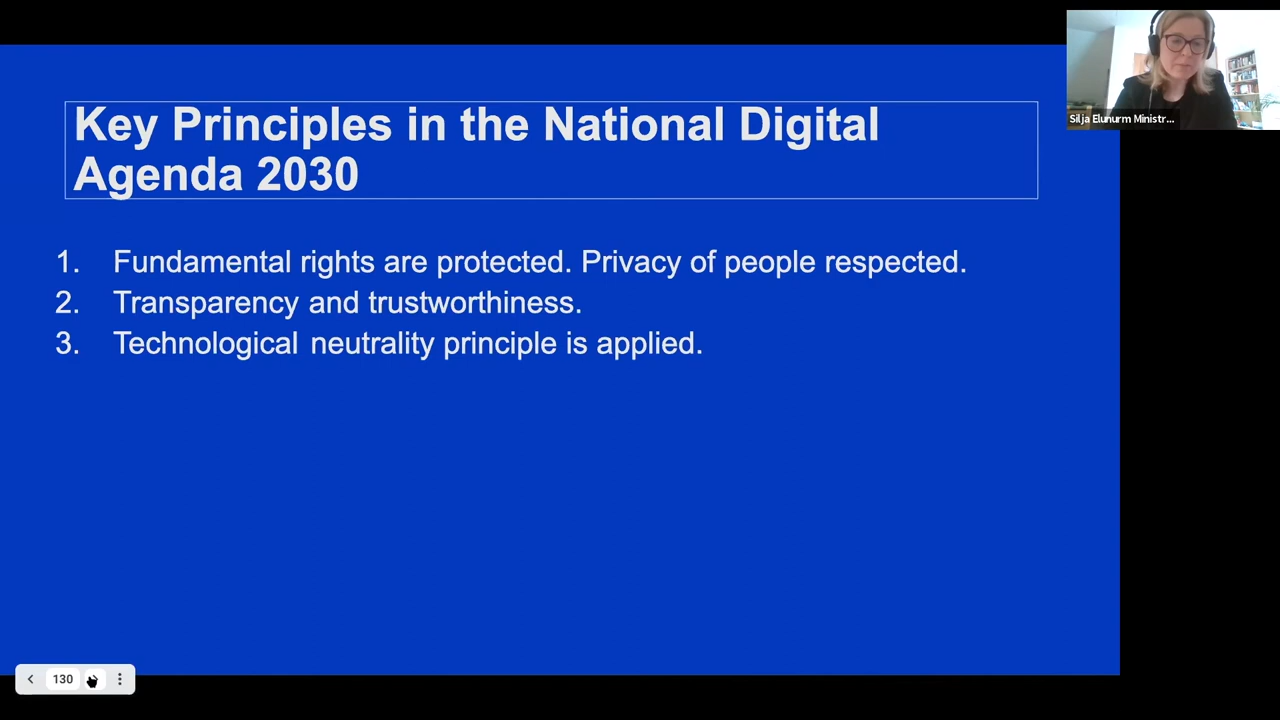 Key Principles in the National Digital
Agenda 2030
1. Fundamental rights are protected. Privacy of people respected.
2. Transparency and trustworthiness.
3. Technological neutrality principle is applied.
Silja Elunurm Ministr...
130